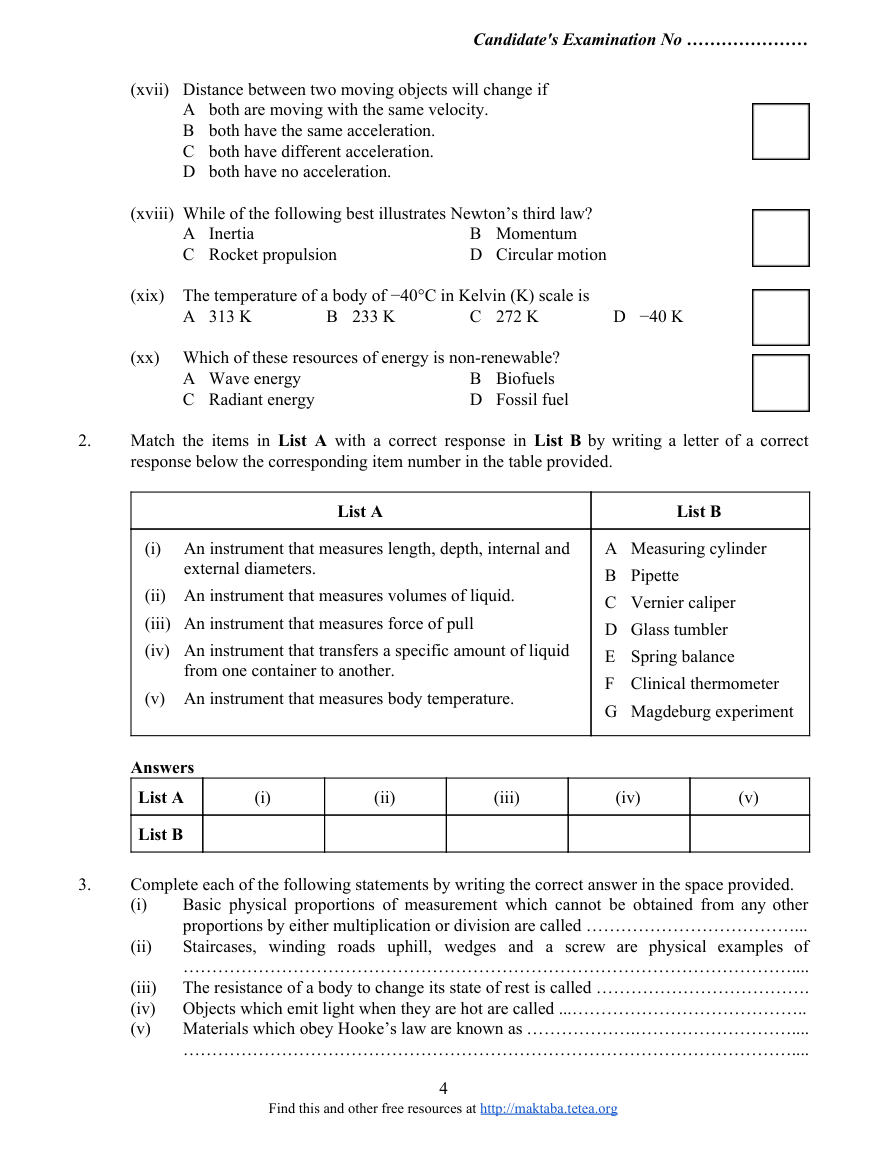 Candidate's Examination No …………………
(xvii) Distance between two moving objects will change if
A both are moving with the same velocity.
B both have the same acceleration.
C both have different acceleration.
D both have no acceleration.
(xviii) While of the following best illustrates Newton’s third law?
A Inertia B Momentum
C Rocket propulsion D Circular motion
(xix) The temperature of a body of −40°C in Kelvin (K) scale is
A 313 K B 233 K C 272 K D −40 K
(xx) Which of these resources of energy is non-renewable?
A Wave energy B Biofuels
C Radiant energy D Fossil fuel
2. Match the items in List A with a correct response in List B by writing a letter of a correct
response below the corresponding item number in the table provided.
List A List B
(i) An instrument that measures length, depth, internal and
external diameters.
(ii) An instrument that measures volumes of liquid.
(iii) An instrument that measures force of pull
(iv) An instrument that transfers a specific amount of liquid
from one container to another.
(v) An instrument that measures body temperature.
A Measuring cylinder
B Pipette
C Vernier caliper
D Glass tumbler
E Spring balance
F Clinical thermometer
G Magdeburg experiment
Answers
List A (i) (ii) (iii) (iv) (v)
List B
3. Complete each of the following statements by writing the correct answer in the space provided.
(i) Basic physical proportions of measurement which cannot be obtained from any other
proportions by either multiplication or division are called ………………………………...
(ii) Staircases, winding roads uphill, wedges and a screw are physical examples of
……………………………………………………………………………………………....
(iii) The resistance of a body to change its state of rest is called ……………………………….
(iv) Objects which emit light when they are hot are called ...…………………………………..
(v) Materials which obey Hooke’s law are known as ……………….………………………....
……………………………………………………………………………………………....
4
Find this and other free resources at http://maktaba.tetea.org